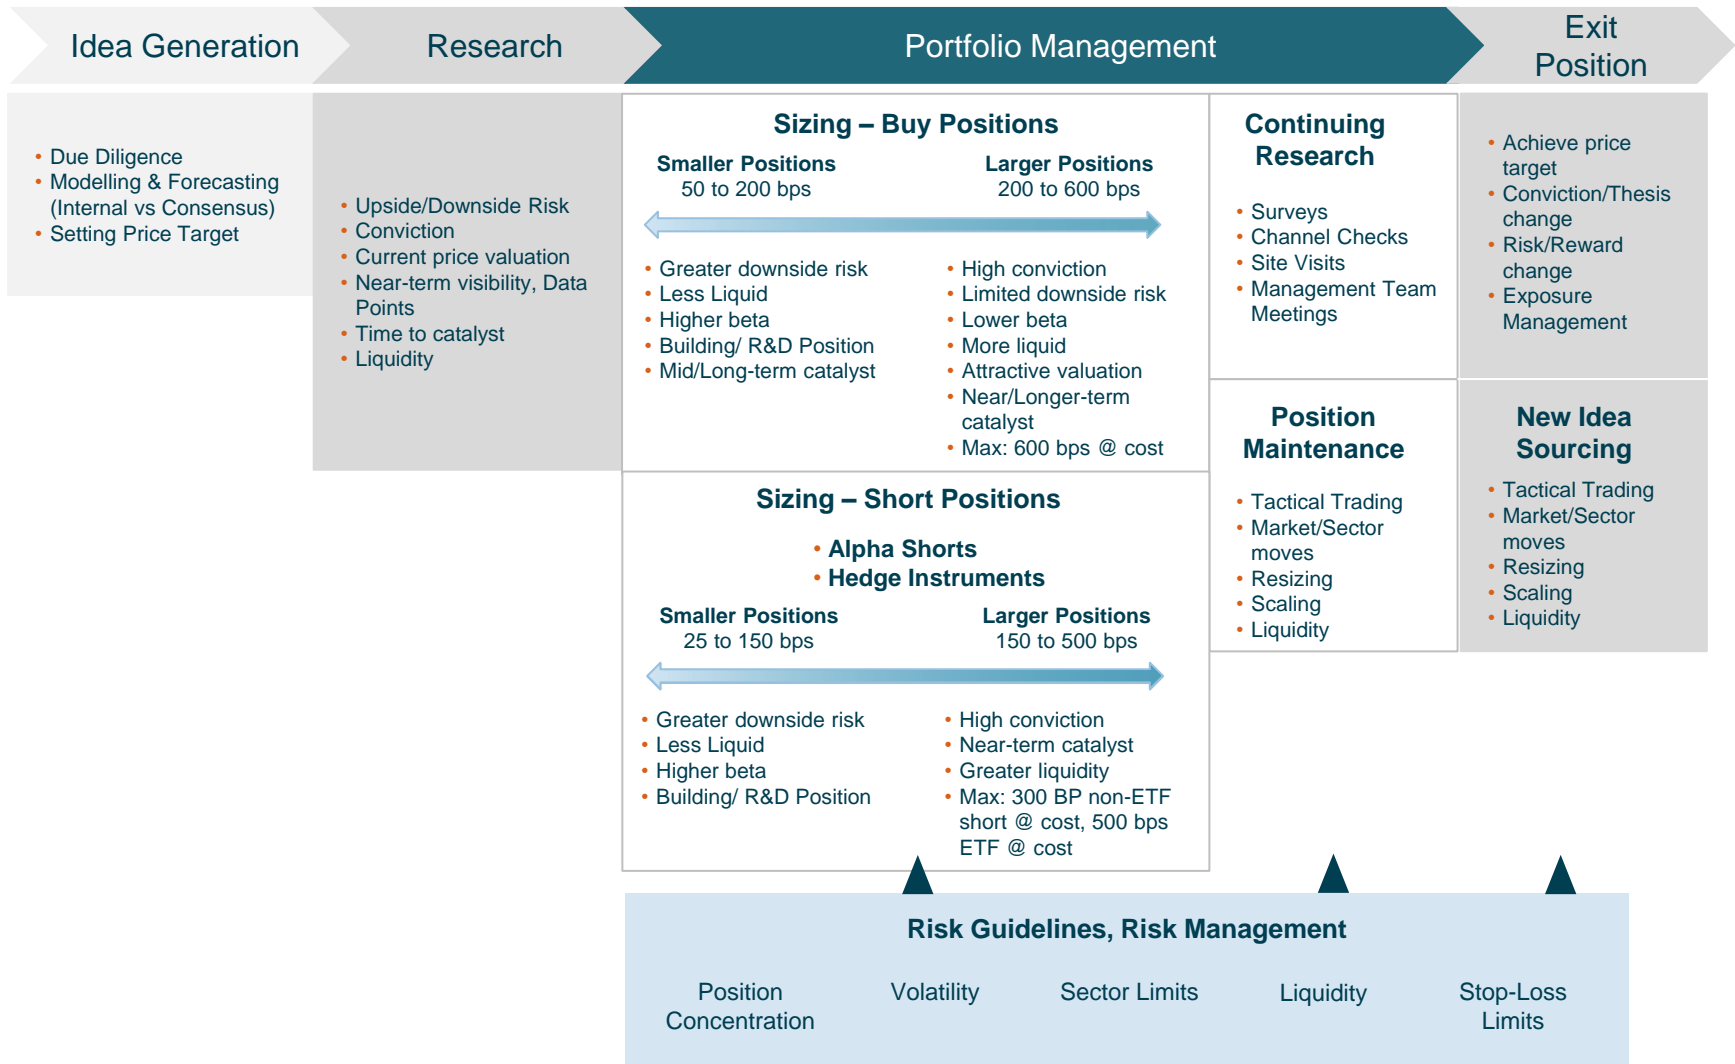 Idea Generation
Research
Portfolio Management
Exit
Position
• Due Diligence
• Modelling & Forecasting
(Internal vs Consensus)
• Setting Price Target
• Upside/Downside Risk
• Conviction
• Current price valuation
• Near-term visibility, Data
Points
• Time to catalyst
• Liquidity
Sizing – Buy Positions
Smaller Positions
50 to 200 bps
Larger Positions
200 to 600 bps
• Greater downside risk
• Less Liquid
• Higher beta
• Building/ R&D Position
• Mid/Long-term catalyst
• High conviction
• Limited downside risk
• Lower beta
• More liquid
• Attractive valuation
• Near/Longer-term
catalyst
• Max: 600 bps @ cost
Sizing – Short Positions
• Alpha Shorts
• Hedge Instruments
Smaller Positions
25 to 150 bps
Larger Positions
150 to 500 bps
• Greater downside risk
• Less Liquid
• Higher beta
• Building/ R&D Position
• High conviction
• Near-term catalyst
• Greater liquidity
• Max: 300 BP non-ETF
short @ cost, 500 bps
ETF @ cost
Continuing
Research
• Surveys
• Channel Checks
• Site Visits
• Management Team
Meetings
Position
Maintenance
• Tactical Trading
• Market/Sector
moves
• Resizing
• Scaling
• Liquidity
• Achieve price
target
• Conviction/Thesis
change
• Risk/Reward
change
• Exposure
Management
New Idea
Sourcing
• Tactical Trading
• Market/Sector
moves
• Resizing
• Scaling
• Liquidity
Risk Guidelines, Risk Management
Position
Concentration
Volatility
Sector Limits
Liquidity
Stop-Loss
Limits